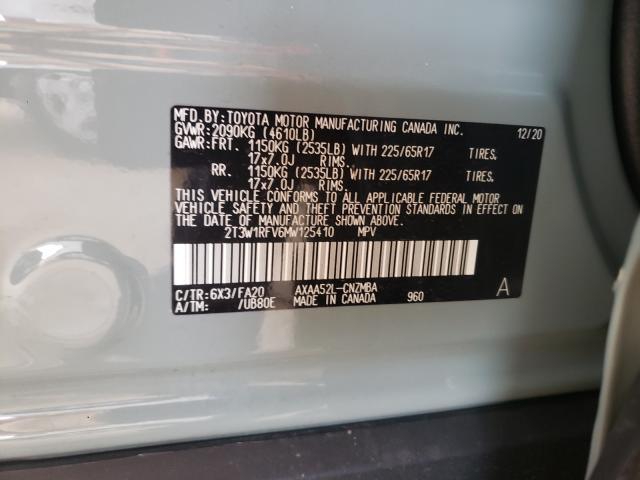 MFD.BY:TOYOTA MOTOR MANUFACTURING CANADA INC. 12/20
GVWR:2090KG (4610LB)
GAWR:FRT. 1150KG (2535LB) WITH 225/65R17 TIRES.
17x7.0J RIMS.
RR. 1150KG (2535LB) WITH 225/65R17 TIRES.
17x7.0J RIMS.
THIS VEHICLE CONFORMS TO ALL APPLICABLE FEDERAL MOTOR
VEHICLE SAFETY AND THEFT PREVENTION STANDARDS IN EFFECT ON
THE DATE OF MANUFACTURE SHOWN ABOVE.
2T3W1RFV6MW125410 MPV
C/TR:6X3/FA20 AXAA52L-CNZMBA
A/TM: /UB80E MADE IN CANADA 960 A